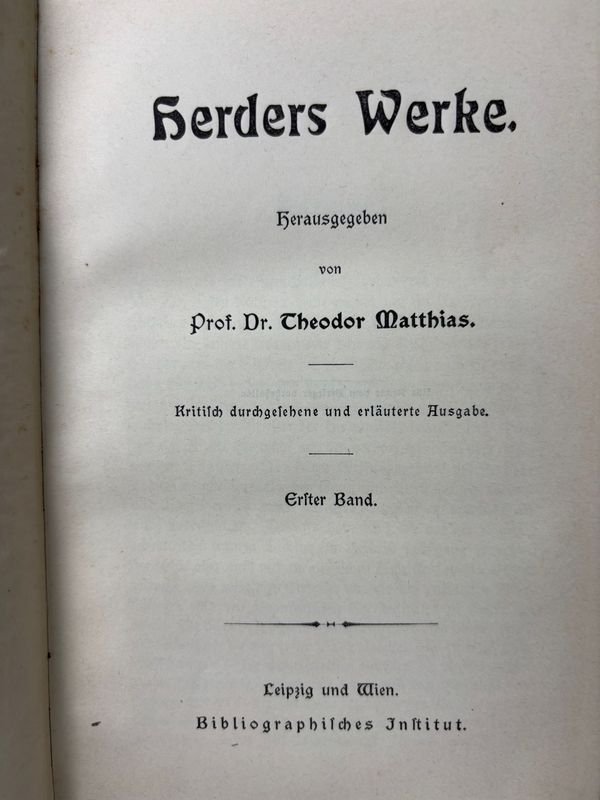 Herders Werke.
Herausgegeben
von
Prof. Dr. Theodor Matthias.
Kritiſch durchgeſehene und erläuterte Ausgabe.
Erſter Band.
Leipzig und Wien.
Bibliographiſches Inſtitut.